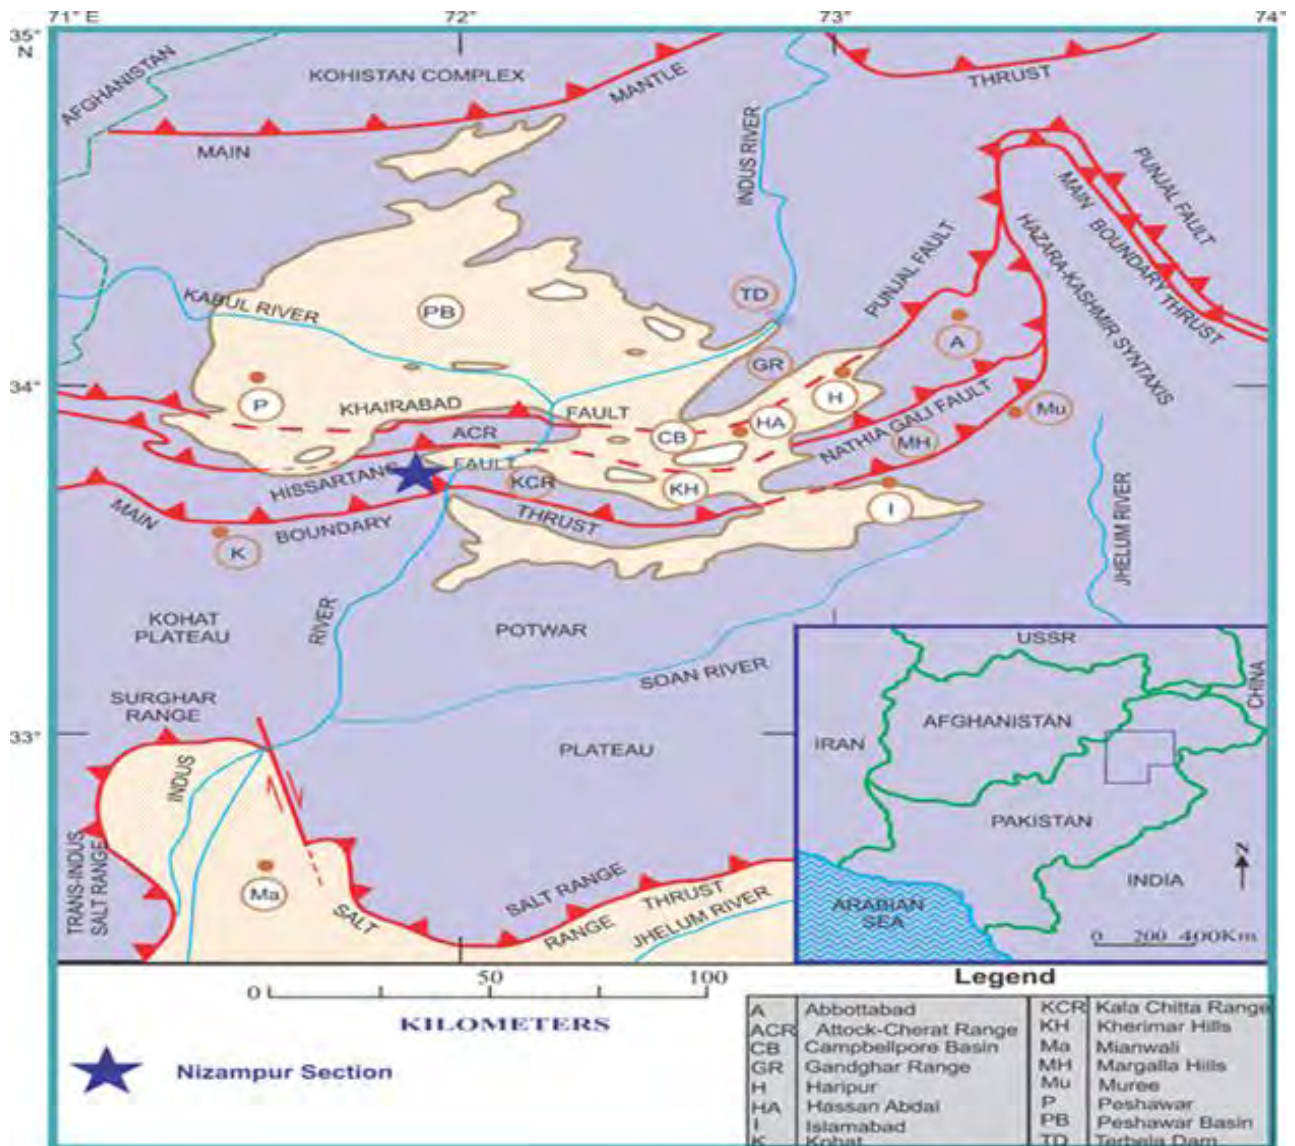 71° E
72°
73°
74°
35°
N
34°
33°
AFGHANISTAN
KOHISTAN COMPLEX
MAIN
MANTLE
THRUST
INDUS RIVER
PUNJAL FAULT
MAIN BOUNDARY THRUST
PUNJAL FAULT
HAZARA-KASHMIR SYNTAXIS
KABUL RIVER
PB
TD
GR
A
P
KHAIRABAD
FAULT
ACR
CB
HA
H
NATHIA GALI FAULT
MH
Mu
HISSARTANG
FAULT
KCR
KH
I
MAIN
BOUNDARY
THRUST
K
JHELUM RIVER
KOHAT
PLATEAU
RIVER
POTWAR
SOAN RIVER
SURGHAR
RANGE
INDUS
PLATEAU
TRANS-INDUS
SALT RANGE
Ma
SALT
SALT RANGE
RANGE
THRUST
JHELUM RIVER
USSR
CHINA
AFGHANISTAN
IRAN
PAKISTAN
INDIA
ARABIAN
SEA
N
0 200 400Km
0 50 100
KILOMETERS
Nizampur Section
Legend
A Abbottabad KCR Kala Chitta Range
ACR Attock-Cherat Range KH Kherimar Hills
CB Campbellpore Basin Ma Mianwali
GR Gandghar Range MH Margalla Hills
H Haripur Mu Muree
HA Hassan Abdal P Peshawar
I Islamabad PB Peshawar Basin
K Kohat TD Terbela Dam